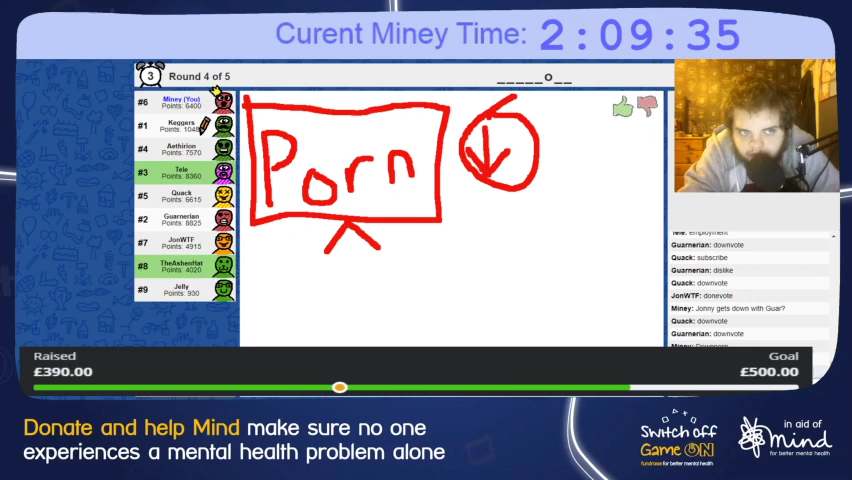 Curent Miney Time: 2:09:35
3 Round 4 of 5
_____o__
#6 Miney (You)
Points: 6400
#1 Keggers
#4 Aethirion
Points: 7570
#3 Tele
Points: 8360
#5 Quack
Points: 6615
#2 Guarnerian
Points: 8825
#7 JonWTF
Points: 4915
#8 TheAshenHat
Points: 4020
#9 Jelly
Points: 930
Porn
Tele: employment
Guarnerian: downvote
Quack: subscribe
Guarnerian: dislike
Quack: downvote
JonWTF: donevote
Miney: Jonny gets down with Guar?
Quack: downvote
Guarnerian: downvote
Raised
£390.00
Goal
£500.00
Donate and help Mind make sure no one
experiences a mental health problem alone
Switch off
Game ON
fundraise for better mental health
in aid of
mind
for better mental health